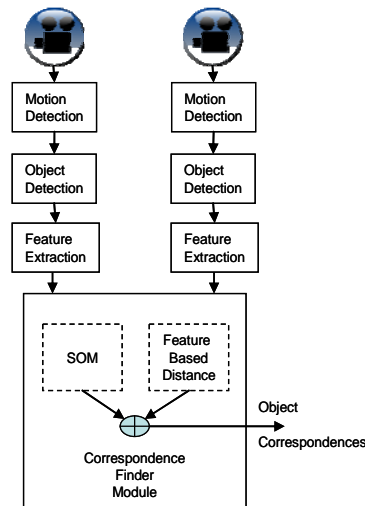 Motion
Detection
Motion
Detection
Object
Detection
Object
Detection
Feature
Extraction
Feature
Extraction
SOM
Feature
Based
Distance
Object
Correspondences
Correspondence
Finder
Module